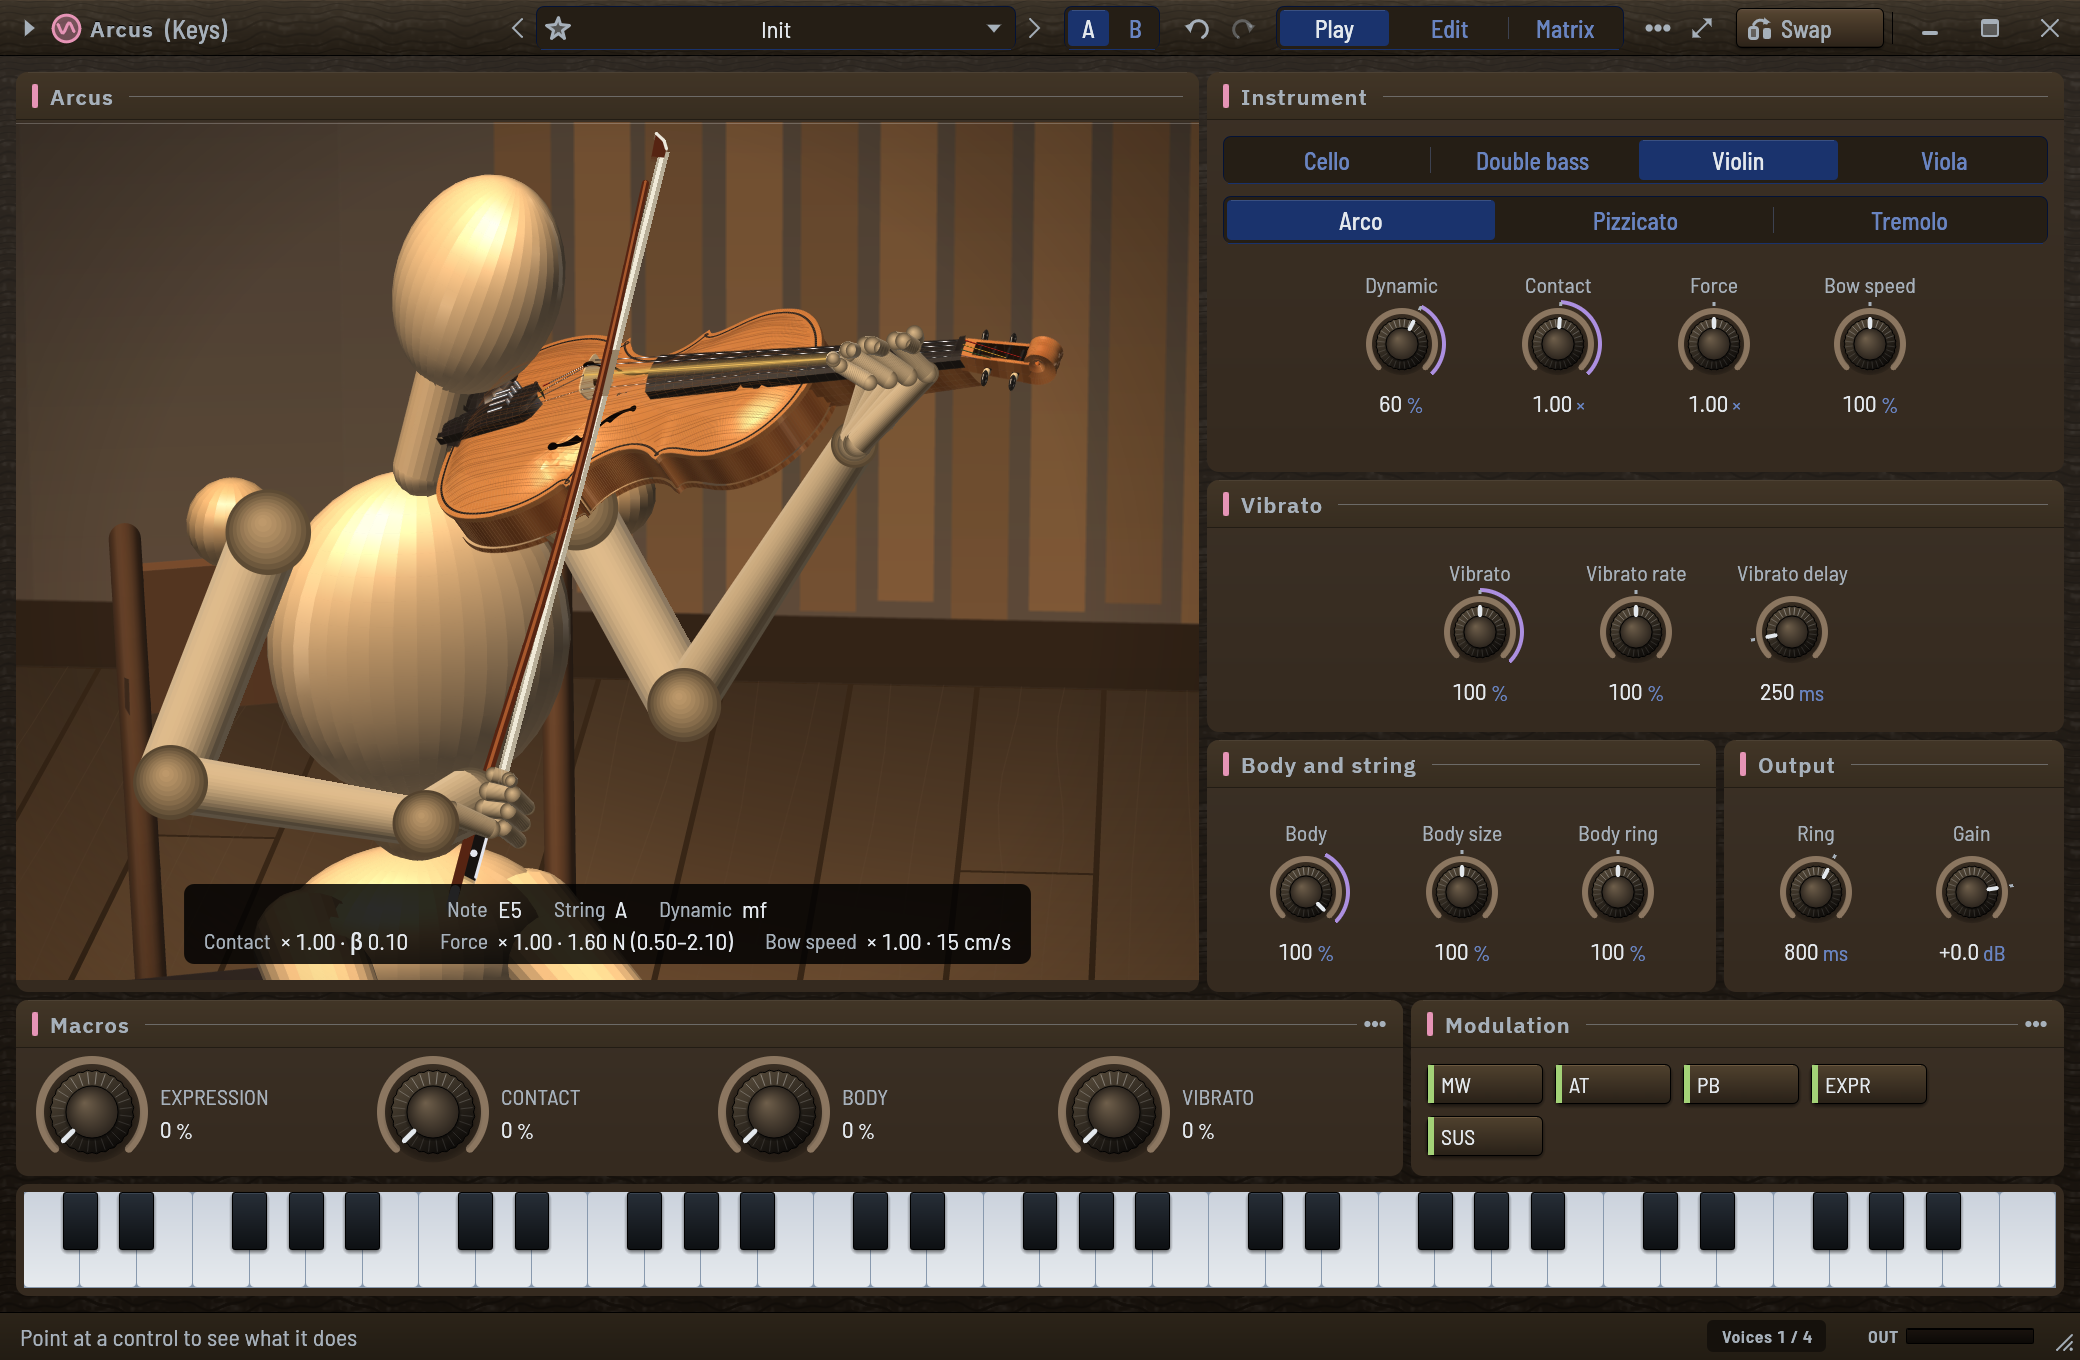 Arcus (Keys)
Init
A B
Play Edit Matrix
Swap
Arcus
Instrument
Cello Double bass Violin Viola
Arco Pizzicato Tremolo
Dynamic Contact Force Bow speed
60 % 1.00 × 1.00 × 100 %
Vibrato
Vibrato Vibrato rate Vibrato delay
100 % 100 % 250 ms
Body and string
Body Body size Body ring
100 % 100 % 100 %
Output
Ring Gain
800 ms +0.0 dB
Note E5 String A Dynamic mf
Contact × 1.00 · β 0.10 Force × 1.00 · 1.60 N (0.50–2.10) Bow speed × 1.00 · 15 cm/s
Macros
EXPRESSION
0 %
CONTACT
0 %
BODY
0 %
VIBRATO
0 %
Modulation
MW AT PB EXPR
SUS
Point at a control to see what it does
Voices 1 / 4 OUT